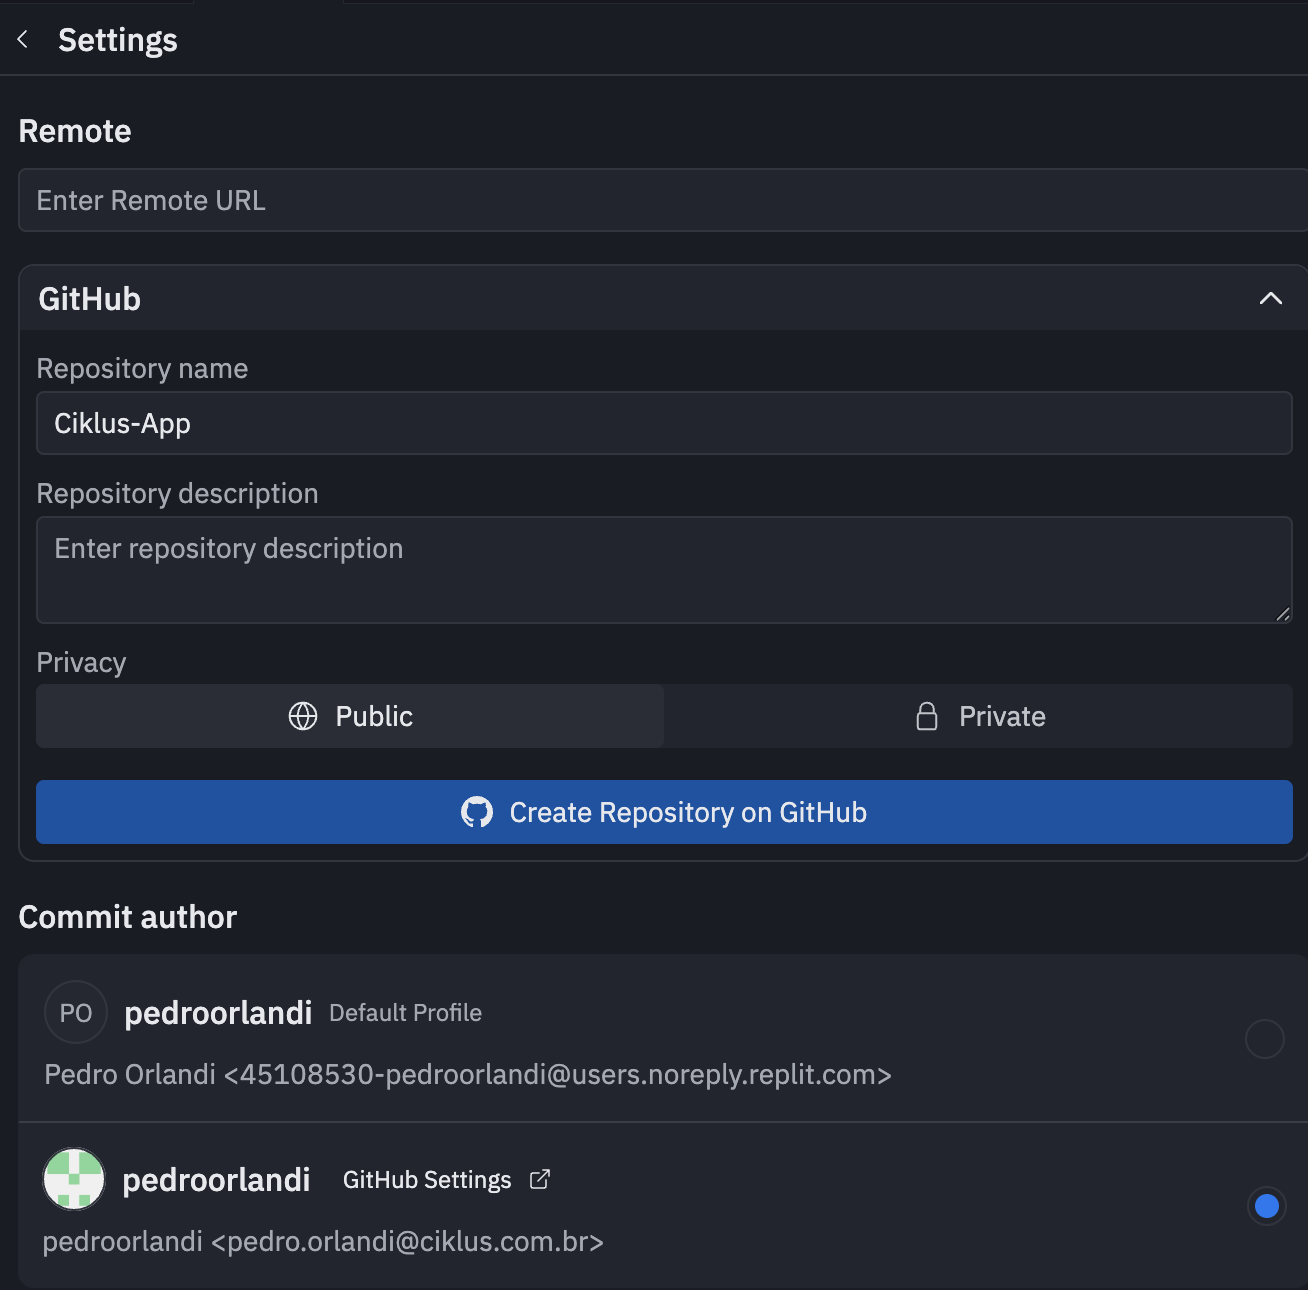 Settings
Remote
Enter Remote URL
GitHub
Repository name
Ciklus-App
Repository description
Enter repository description
Privacy
Public
Private
Create Repository on GitHub
Commit author
PO
pedroorlandi Default Profile
Pedro Orlandi <45108530-pedroorlandi@users.noreply.replit.com>
pedroorlandi GitHub Settings
pedroorlandi <pedro.orlandi@ciklus.com.br>